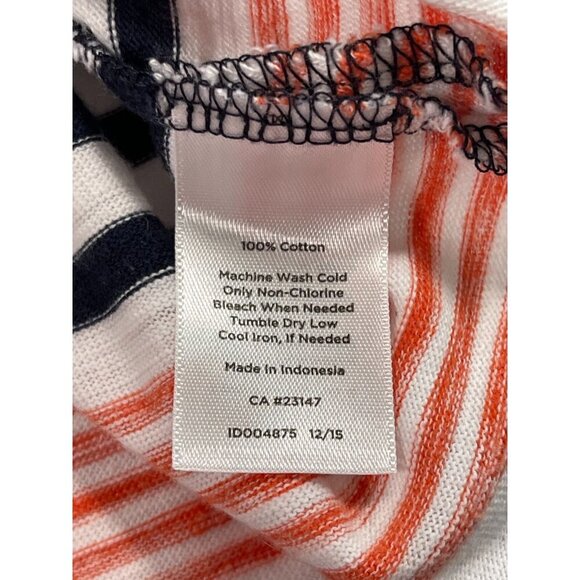 100% Cotton
Machine Wash Cold
Only Non-Chlorine
Bleach When Needed
Tumble Dry Low
Cool Iron, If Needed
Made In Indonesia
CA #23147
ID004875 12/15